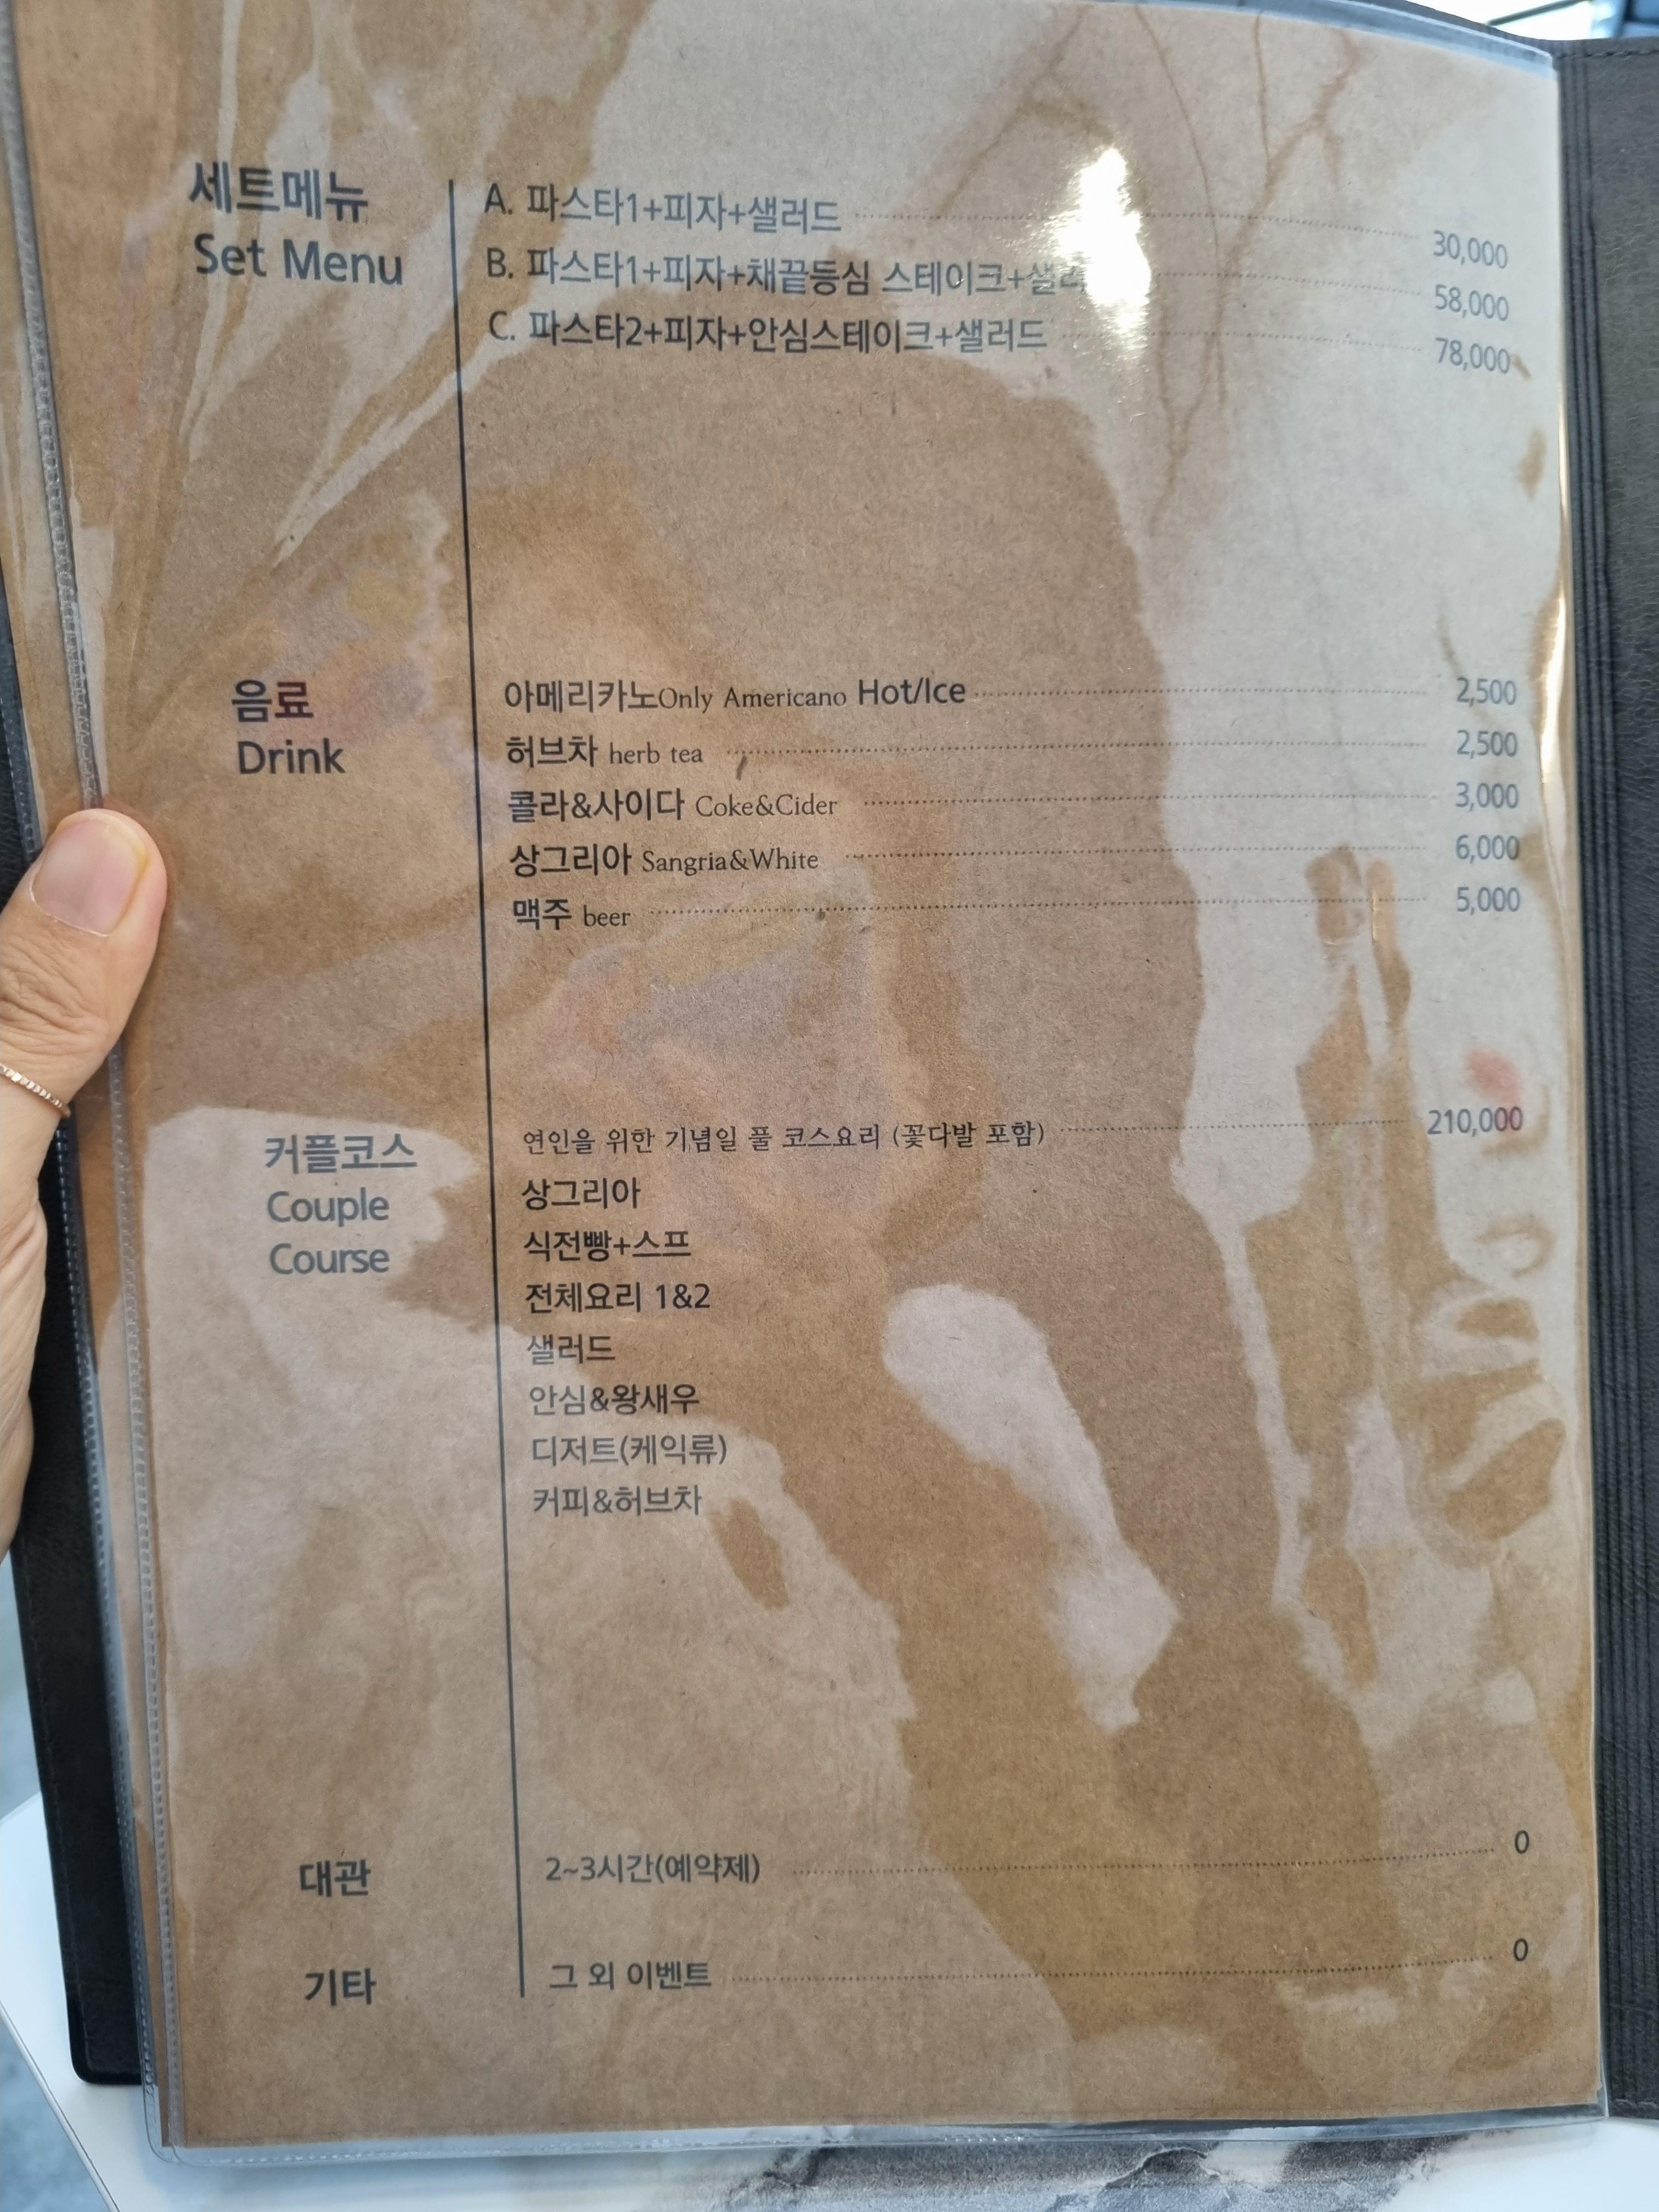 세트메뉴
Set Menu
A. 파스타1+피자+샐러드 30,000
B. 파스타1+피자+채끝등심 스테이크+샐러 58,000
C. 파스타2+피자+안심스테이크+샐러드 78,000
음료
Drink
아메리카노Only Americano Hot/Ice 2,500
허브차 herb tea 2,500
콜라&사이다 Coke&Cider 3,000
상그리아 Sangria&White 6,000
맥주 beer 5,000
커플코스
Couple
Course
연인을 위한 기념일 풀 코스요리 (꽃다발 포함) 210,000
상그리아
식전빵+스프
전체요리 1&2
샐러드
안심&왕새우
디저트(케익류)
커피&허브차
대관
2~3시간(예약제) 0
기타
그 외 이벤트 0